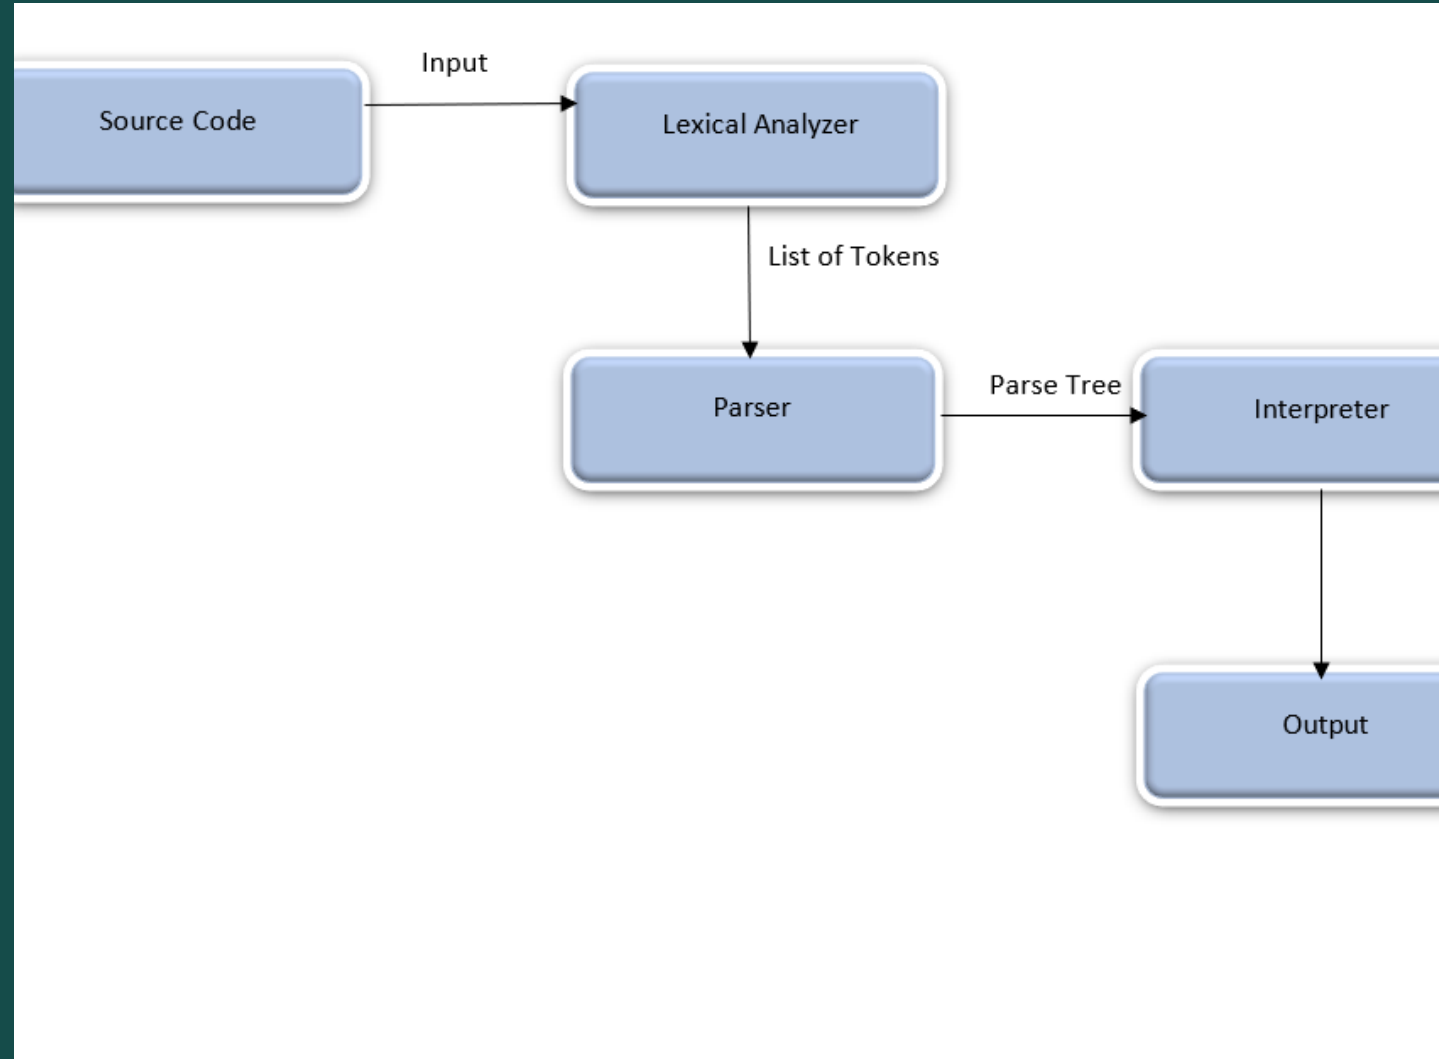 Input
Source Code
Lexical Analyzer
List of Tokens
Parse Tree
Parser
Interpreter
Output